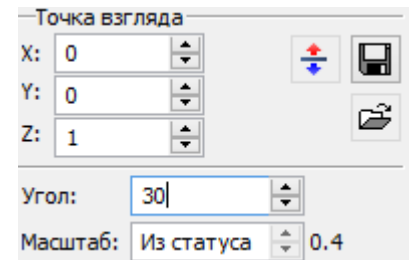 Точка взгляда
X: 0
Y: 0
Z: 1
Угол: 30
Масштаб: Из статуса 0.4